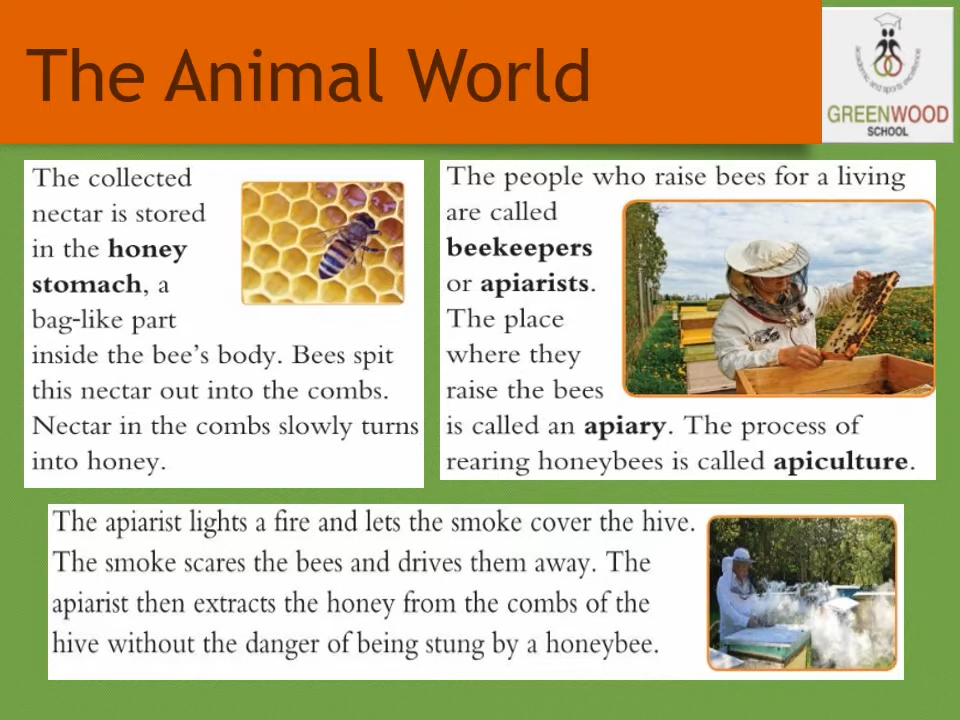 The Animal World
academic and sports excellence
GREENWOOD
SCHOOL
The collected
nectar is stored
in the honey
stomach, a
bag-like part
inside the bee's body. Bees spit
this nectar out into the combs.
Nectar in the combs slowly turns
into honey.
The people who raise bees for a living
are called
beekeepers
or apiarists.
The place
where they
raise the bees
is called an apiary. The process of
rearing honeybees is called apiculture.
The apiarist lights a fire and lets the smoke cover the hive.
The smoke scares the bees and drives them away. The
apiarist then extracts the honey from the combs of the
hive without the danger of being stung by a honeybee.